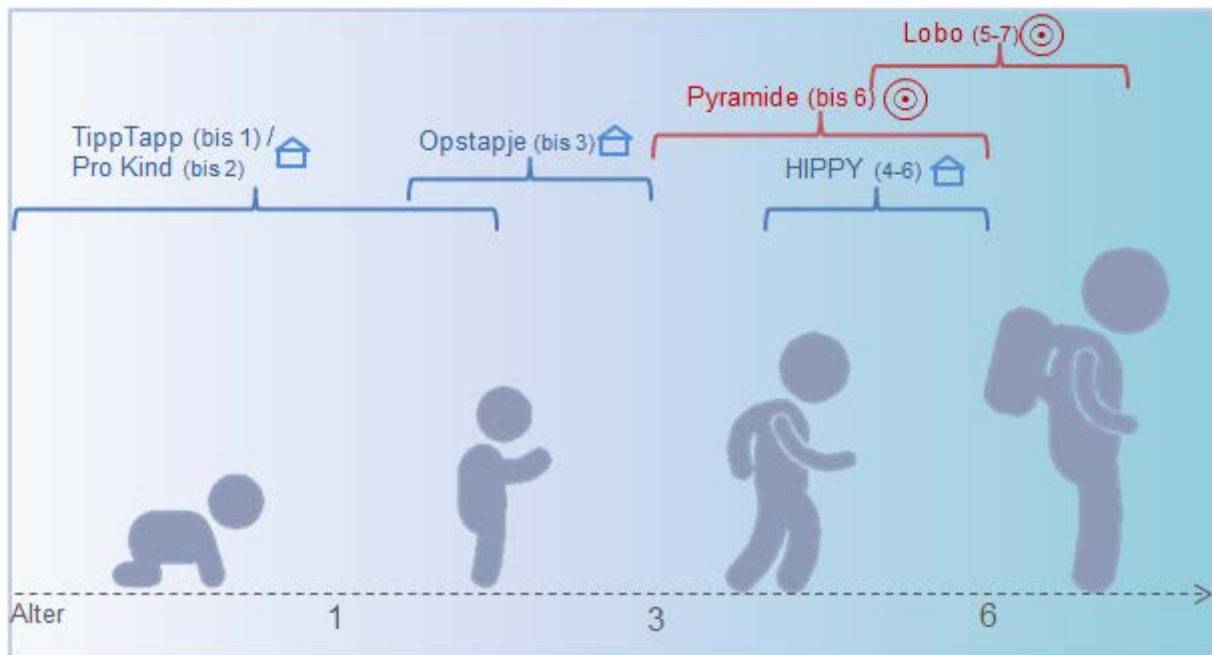 Lobo (5-7)
Pyramide (bis 6)
TippTapp (bis 1) /
Pro Kind (bis 2)
Opstapje (bis 3)
HIPPY (4-6)
Alter 1 3 6